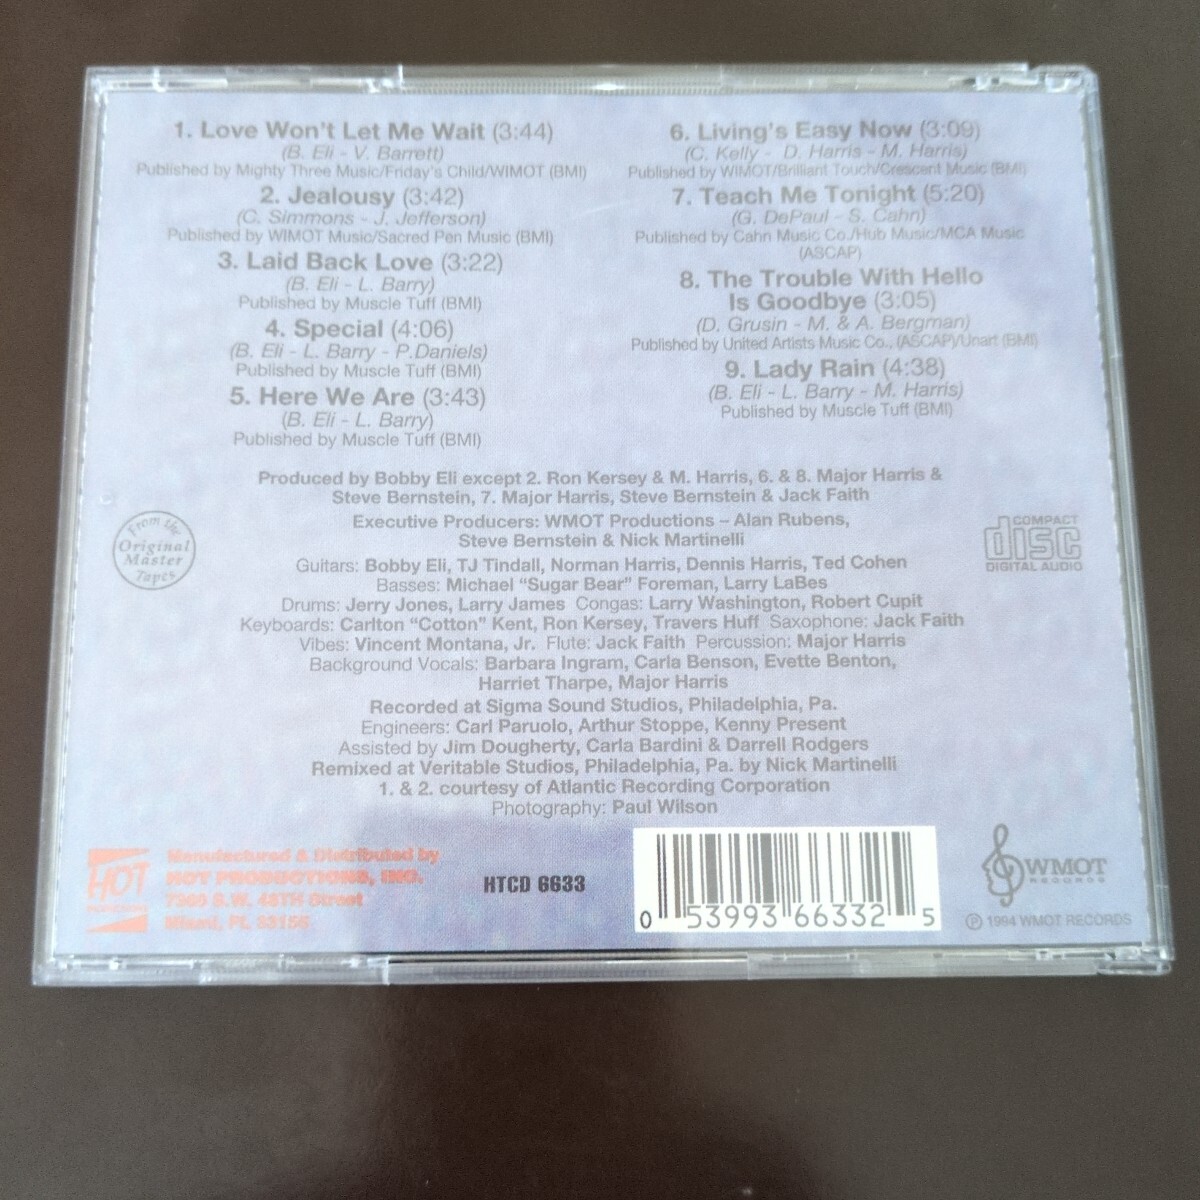 1. Love Won't Let Me Wait (3:44)
(B. Eli - V. Barrett)
Published by Mighty Three Music/Friday's Child/WIMOT (BMI)
2. Jealousy (3:42)
(C. Simmons - J. Jefferson)
Published by WIMOT Music/Sacred Pen Music (BMI)
3. Laid Back Love (3:22)
(B. Eli - L. Barry)
Published by Muscle Tuff (BMI)
4. Special (4:06)
(B. Eli - L. Barry - P.Daniels)
Published by Muscle Tuff (BMI)
5. Here We Are (3:43)
(B. Eli - L. Barry)
Published by Muscle Tuff (BMI)
6. Living's Easy Now (3:09)
(C. Kelly - D. Harris - M. Harris)
Published by WIMOT/Brilliant Touch/Crescent Music (BMI)
7. Teach Me Tonight (5:20)
(G. DePaul - S. Cahn)
Published by Cahn Music Co./Hub Music/MCA Music
(ASCAP)
8. The Trouble With Hello
Is Goodbye (3:05)
(D. Grusin - M. & A. Bergman)
Published by United Artists Music Co., (ASCAP)/Unart (BMI)
9. Lady Rain (4:38)
(B. Eli - L. Barry - M. Harris)
Published by Muscle Tuff (BMI)
Produced by Bobby Eli except 2. Ron Kersey & M. Harris, 6. & 8. Major Harris &
Steve Bernstein, 7. Major Harris, Steve Bernstein & Jack Faith
Executive Producers: WMOT Productions – Alan Rubens,
Steve Bernstein & Nick Martinelli
From the
Original
Master
Tapes
COMPACT
disc
DIGITAL AUDIO
Guitars: Bobby Eli, TJ Tindall, Norman Harris, Dennis Harris, Ted Cohen
Basses: Michael "Sugar Bear" Foreman, Larry LaBes
Drums: Jerry Jones, Larry James Congas: Larry Washington, Robert Cupit
Keyboards: Carlton "Cotton" Kent, Ron Kersey, Travers Huff Saxophone: Jack Faith
Vibes: Vincent Montana, Jr. Flute: Jack Faith Percussion: Major Harris
Background Vocals: Barbara Ingram, Carla Benson, Evette Benton,
Harriet Tharpe, Major Harris
Recorded at Sigma Sound Studios, Philadelphia, Pa.
Engineers: Carl Paruolo, Arthur Stoppe, Kenny Present
Assisted by Jim Dougherty, Carla Bardini & Darrell Rodgers
Remixed at Veritable Studios, Philadelphia, Pa. by Nick Martinelli
1. & 2. courtesy of Atlantic Recording Corporation
Photography: Paul Wilson
HOT
PRODUCTIONS
Manufactured & Distributed by
HOT PRODUCTIONS, INC.
S.W. 48TH Street
Miami, FL 33155
HTCD 6633
0 53993 66332 5
WMOT
RECORDS
℗ 1994 WMOT RECORDS